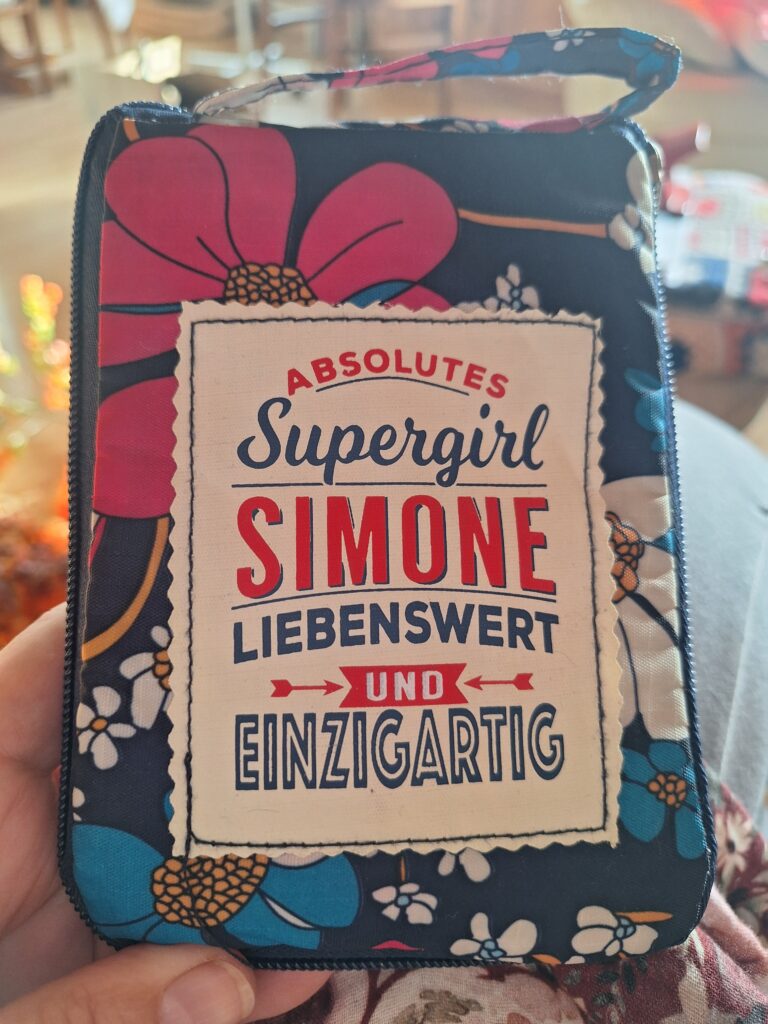 ABSOLUTES
Supergirl
SIMONE
LIEBENSWERT
UND
EINZIGARTIG